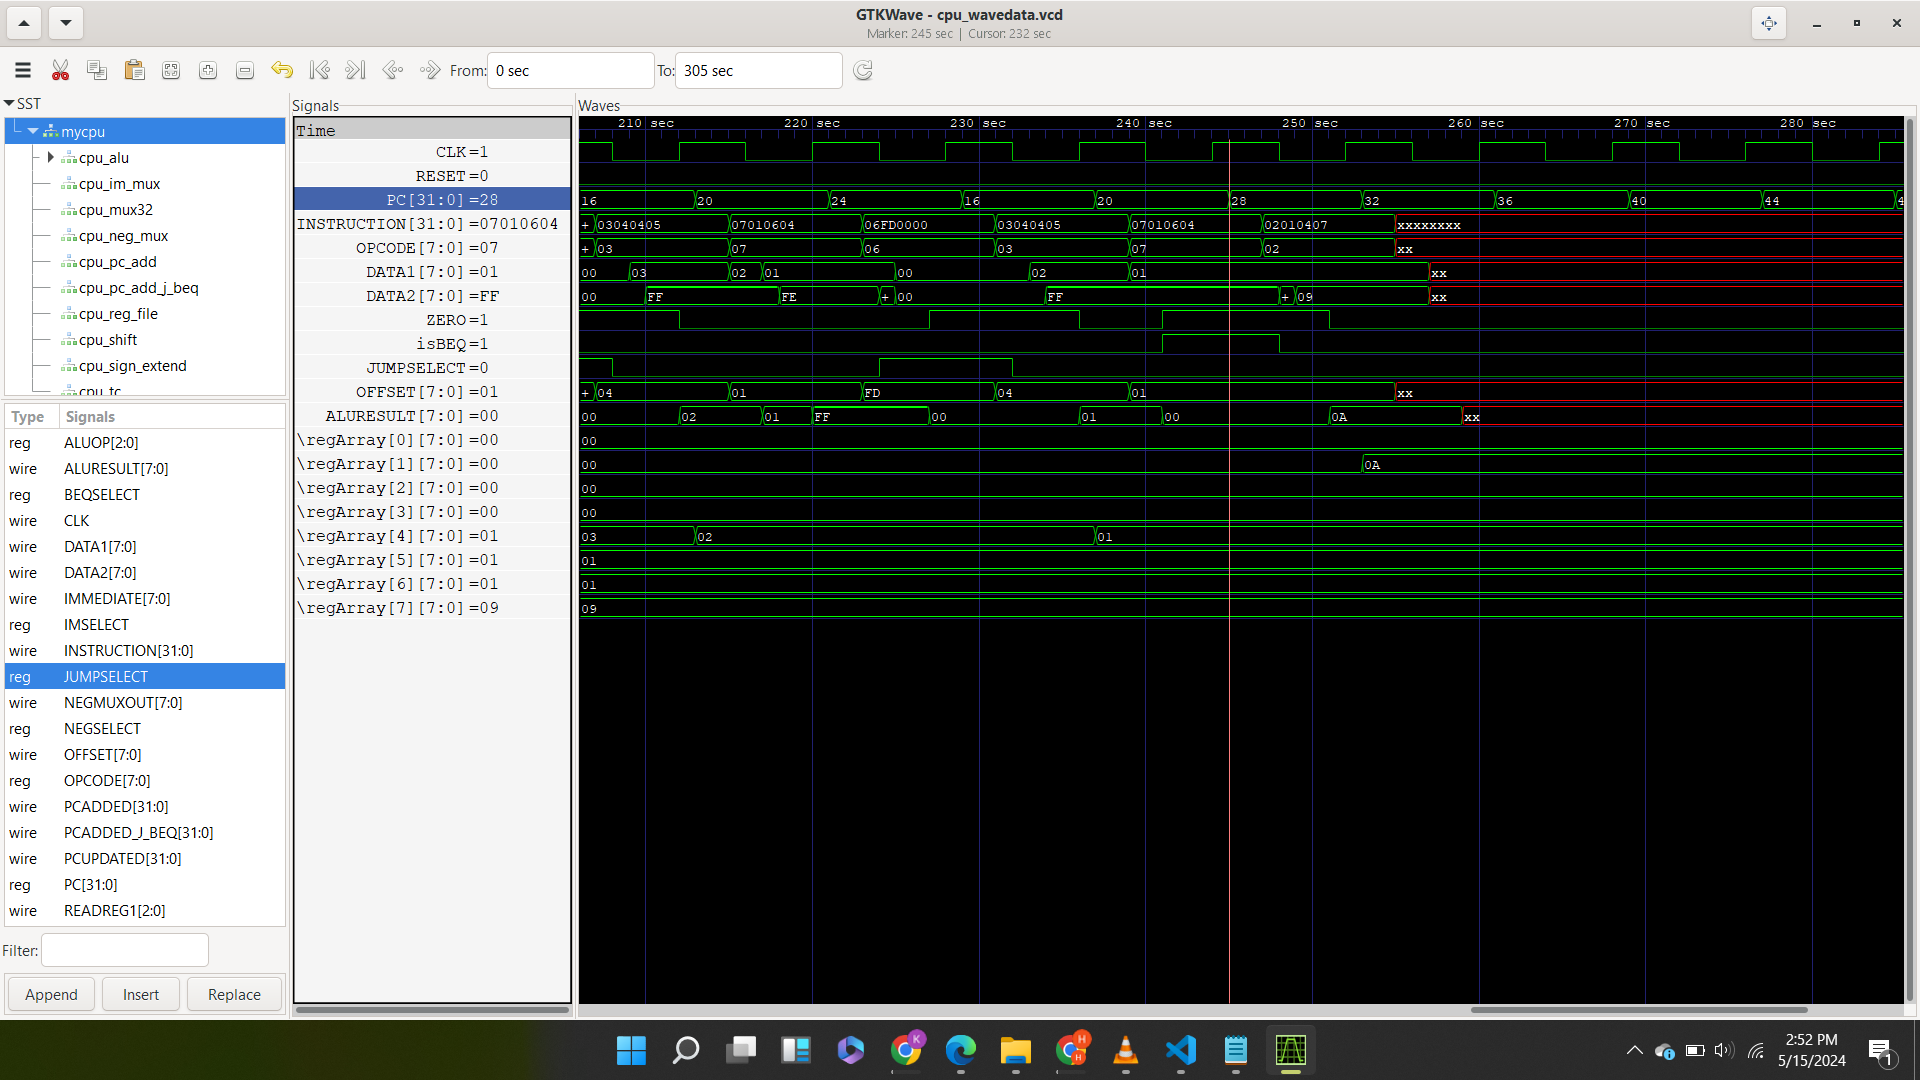 GTKWave - cpu_wavedata.vcd
Marker: 245 sec | Cursor: 232 sec
From: 0 sec To: 305 sec
SST
mycpu
cpu_alu
cpu_im_mux
cpu_mux32
cpu_neg_mux
cpu_pc_add
cpu_pc_add_j_beq
cpu_reg_file
cpu_shift
cpu_sign_extend
cpu_tc
Type Signals
reg ALUOP[2:0]
wire ALURESULT[7:0]
reg BEQSELECT
wire CLK
wire DATA1[7:0]
wire DATA2[7:0]
wire IMMEDIATE[7:0]
reg IMSELECT
wire INSTRUCTION[31:0]
reg JUMPSELECT
wire NEGMUXOUT[7:0]
reg NEGSELECT
wire OFFSET[7:0]
reg OPCODE[7:0]
wire PCADDED[31:0]
wire PCADDED_J_BEQ[31:0]
wire PCUPDATED[31:0]
reg PC[31:0]
wire READREG1[2:0]
Filter:
Append Insert Replace
Signals
Time
CLK=1
RESET=0
PC[31:0]=28
INSTRUCTION[31:0]=07010604
OPCODE[7:0]=07
DATA1[7:0]=01
DATA2[7:0]=FF
ZERO=1
isBEQ=1
JUMPSELECT=0
OFFSET[7:0]=01
ALURESULT[7:0]=00
\regArray[0][7:0]=00
\regArray[1][7:0]=00
\regArray[2][7:0]=00
\regArray[3][7:0]=00
\regArray[4][7:0]=01
\regArray[5][7:0]=01
\regArray[6][7:0]=01
\regArray[7][7:0]=09
Waves
210 sec 220 sec 230 sec 240 sec 250 sec 260 sec 270 sec 280 sec
16 20 24 16 20 28 32 36 40 44
+ 03040405 07010604 06FD0000 03040405 07010604 02010407 xxxxxxxx
+ 03 07 06 03 07 02 xx
00 03 02 01 00 02 01 xx
00 FF FE + 00 FF + 09 xx
+ 04 01 FD 04 01 xx
00 02 01 FF 00 01 00 0A xx
00
00 0A
00
00
03 02 01
01
01
09
K
H
H
2:52 PM
5/15/2024
1